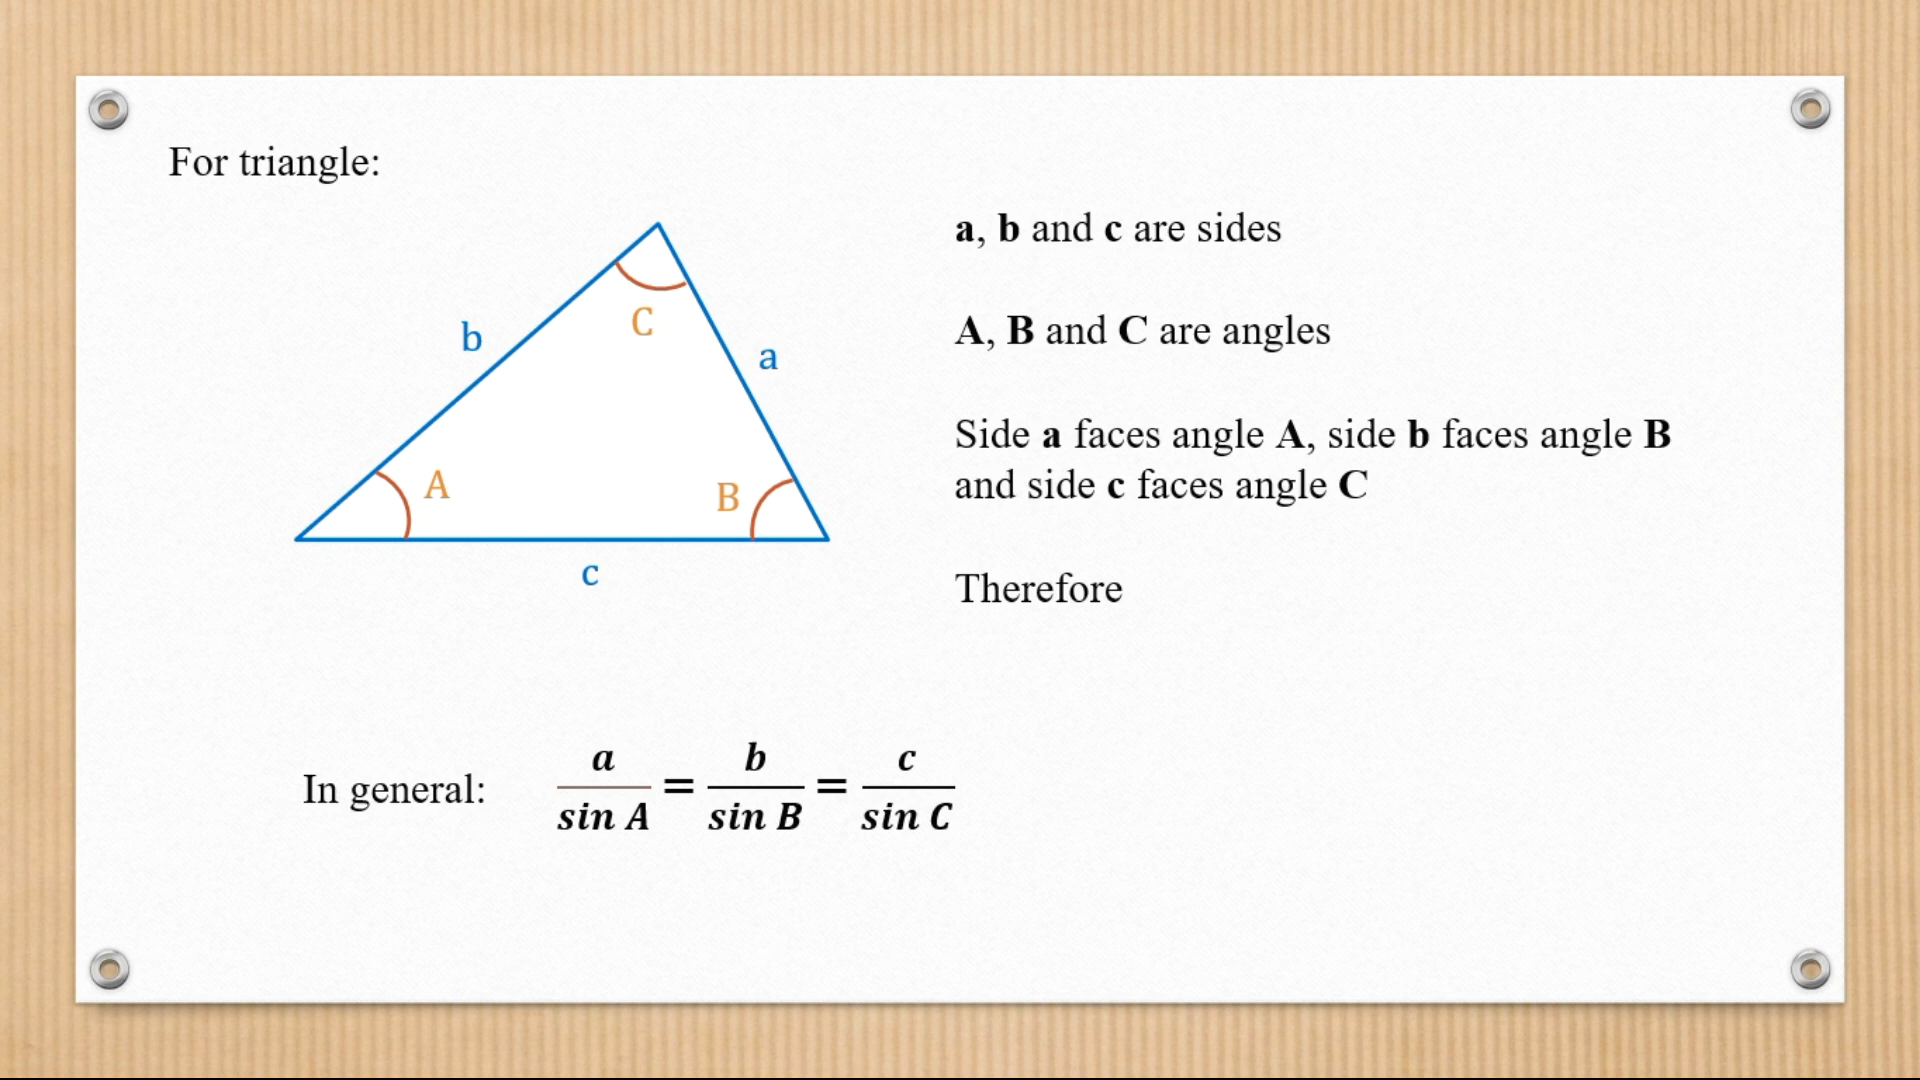 For triangle:
a, b and c are sides
A, B and C are angles
Side a faces angle A, side b faces angle B
and side c faces angle C
Therefore
C
b
a
A
B
c
In general: a/sin A = b/sin B = c/sin C